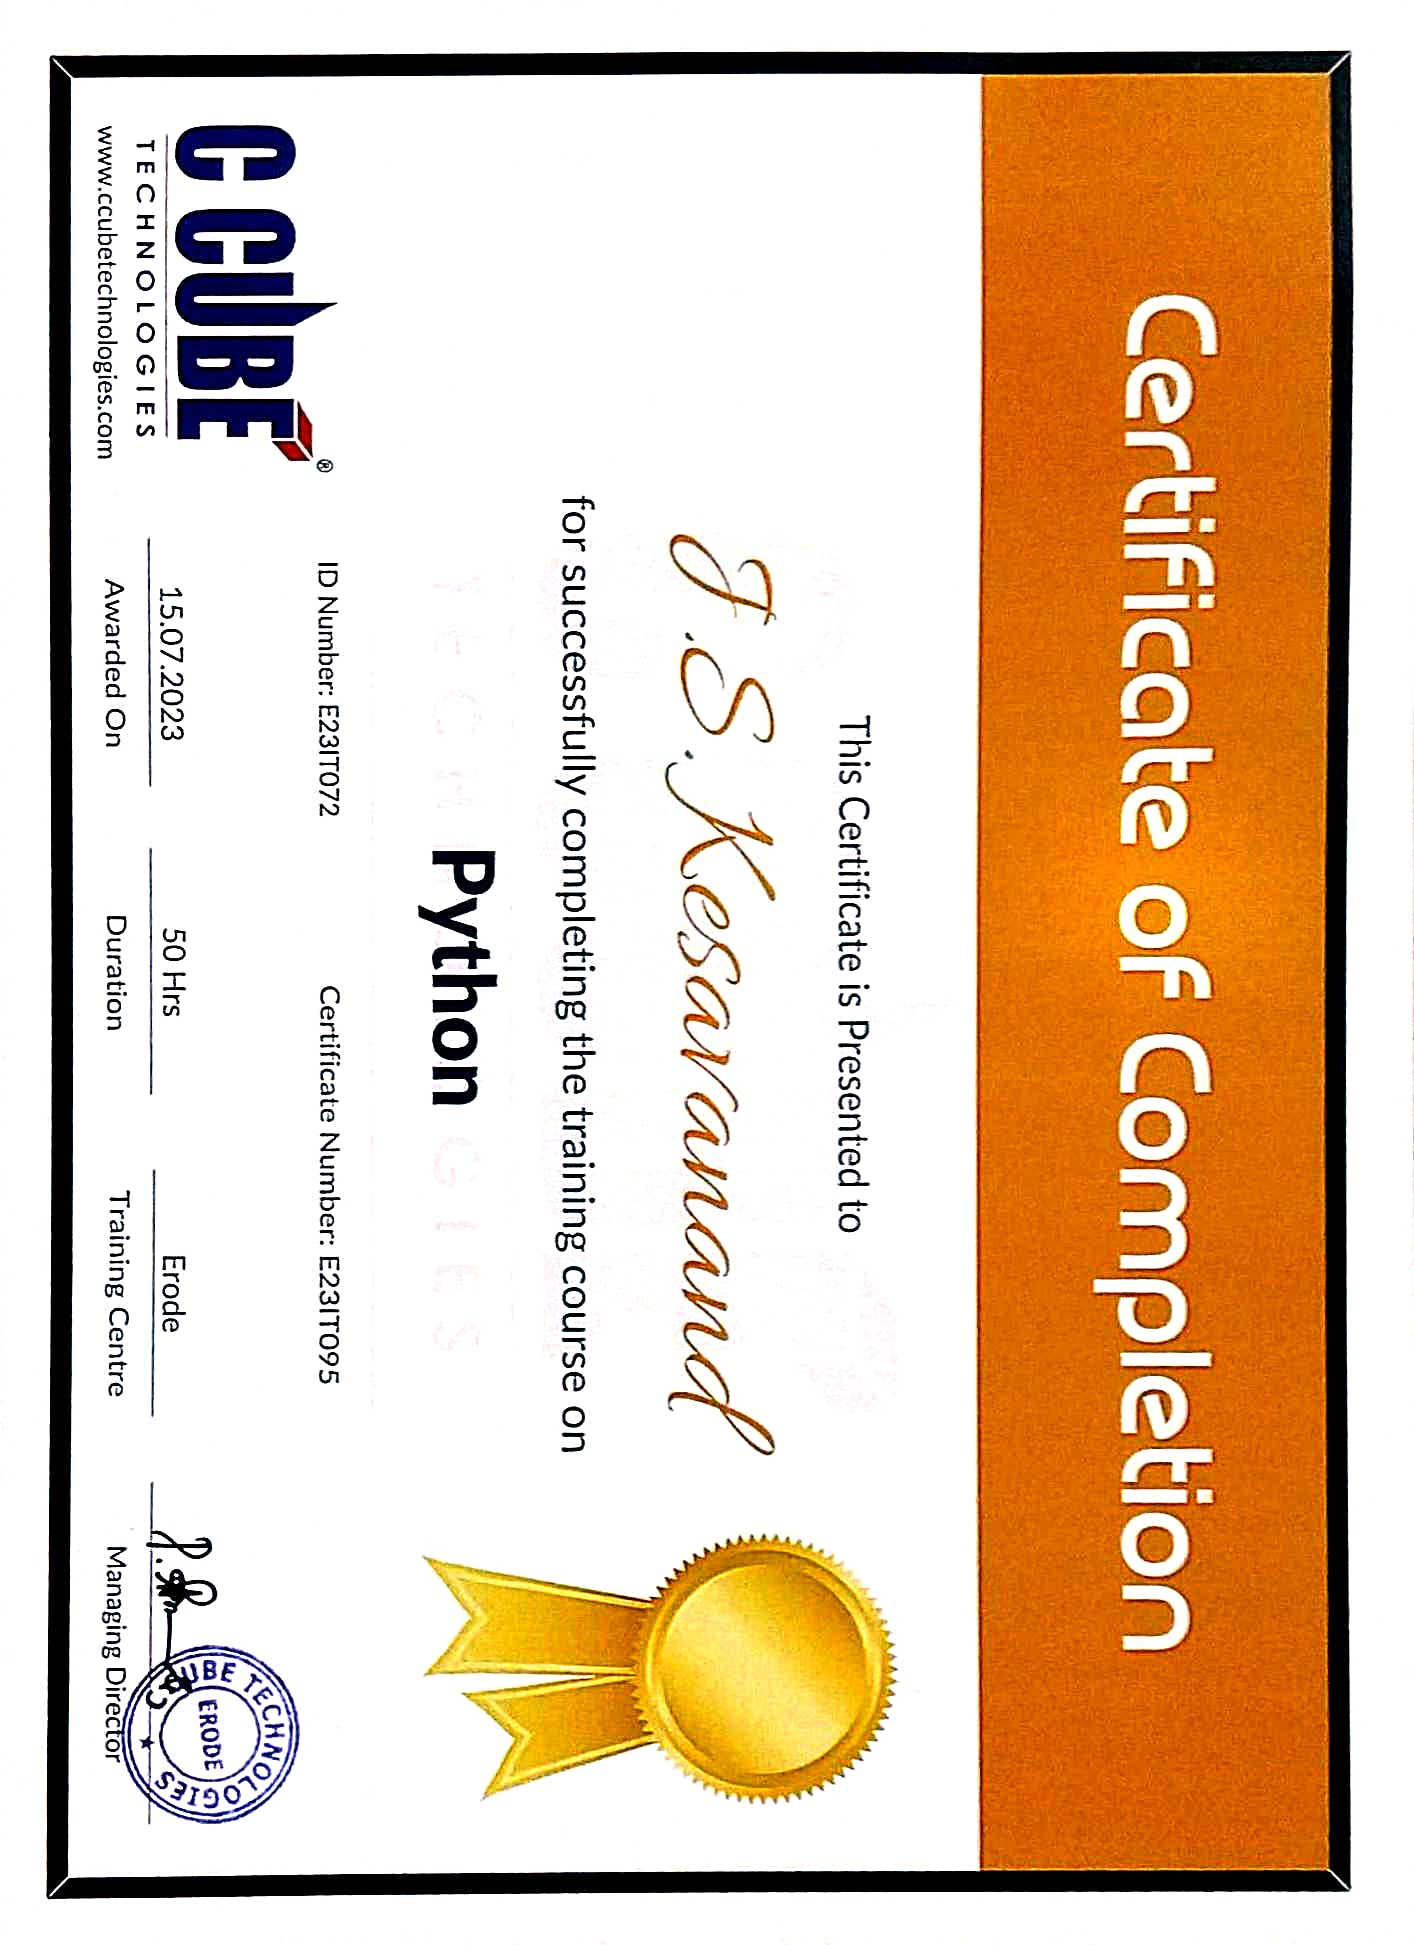 Certificate of Completion
This Certificate is Presented to
J.S.Kesavanand
for successfully completing the training course on
Python
TECHNOLOGIES
ID Number: E23IT072
Certificate Number: E23IT095
C CUBE®
TECHNOLOGIES
www.ccubetechnologies.com
15.07.2023
Awarded On
50 Hrs
Duration
Erode
Training Centre
Managing Director
CCUBE TECHNOLOGIES
ERODE